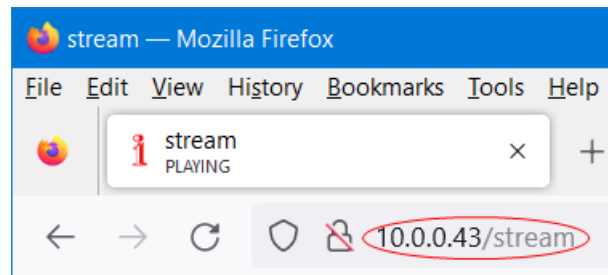 stream — Mozilla Firefox
File Edit View History Bookmarks Tools Help
stream
PLAYING
10.0.0.43/stream